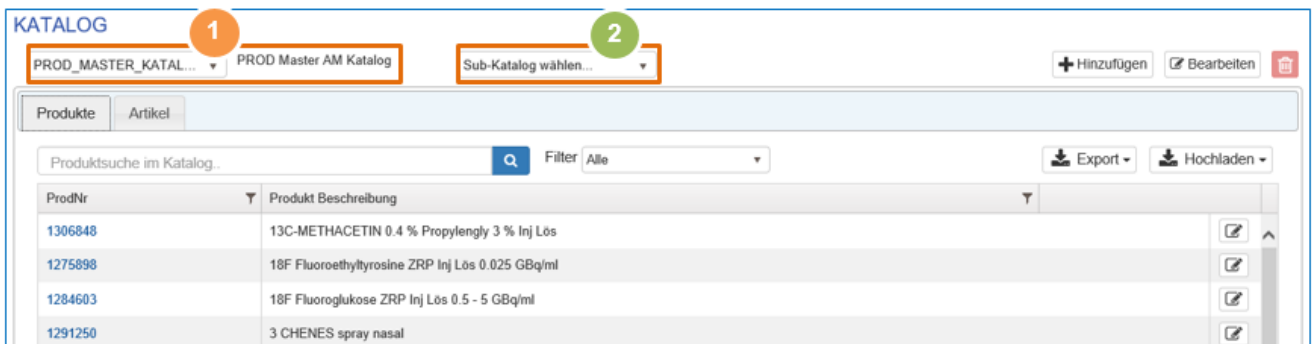 KATALOG
1
2
PROD_MASTER_KATAL... PROD Master AM Katalog Sub-Katalog wählen... Hinzufügen Bearbeiten
Produkte Artikel
Produktsuche im Katalog.. Filter Alle Export Hochladen
ProdNr Produkt Beschreibung
1306848 13C-METHACETIN 0.4 % Propylengly 3 % Inj Lös
1275898 18F Fluoroethyltyrosine ZRP Inj Lös 0.025 GBq/ml
1284603 18F Fluoroglukose ZRP Inj Lös 0.5 - 5 GBq/ml
1291250 3 CHENES spray nasal